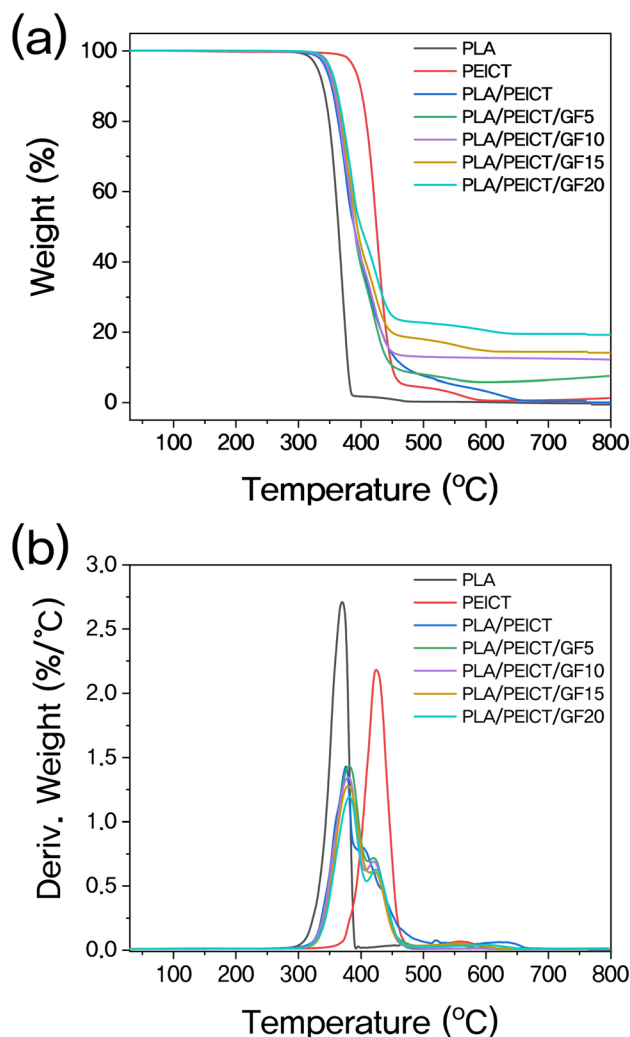 (a)
100
80
60
40
20
0
Weight (%)
PLA
PEICT
PLA/PEICT
PLA/PEICT/GF5
PLA/PEICT/GF10
PLA/PEICT/GF15
PLA/PEICT/GF20
100 200 300 400 500 600 700 800
Temperature (°C)
(b)
3.0
2.5
2.0
1.5
1.0
0.5
0.0
Deriv. Weight (%/℃)
PLA
PEICT
PLA/PEICT
PLA/PEICT/GF5
PLA/PEICT/GF10
PLA/PEICT/GF15
PLA/PEICT/GF20
100 200 300 400 500 600 700 800
Temperature (°C)